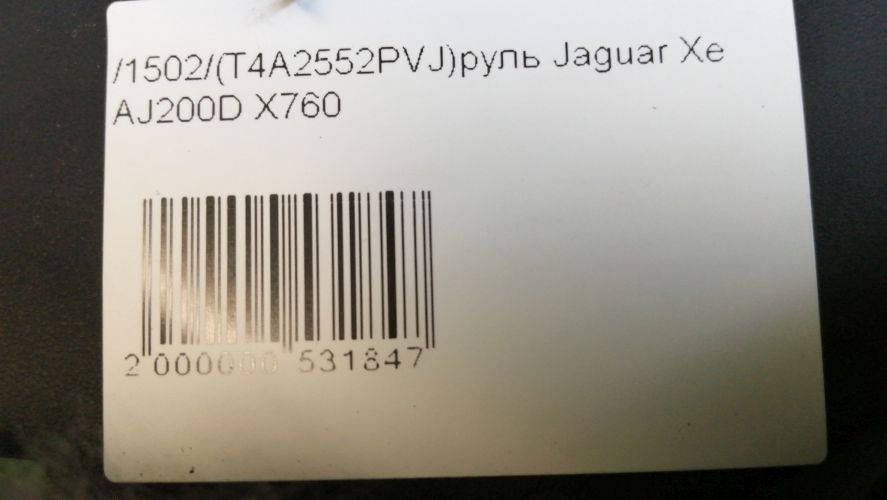 /1502/(T4A2552PVJ)руль Jaguar Xe
AJ200D X760
2 000000 531847